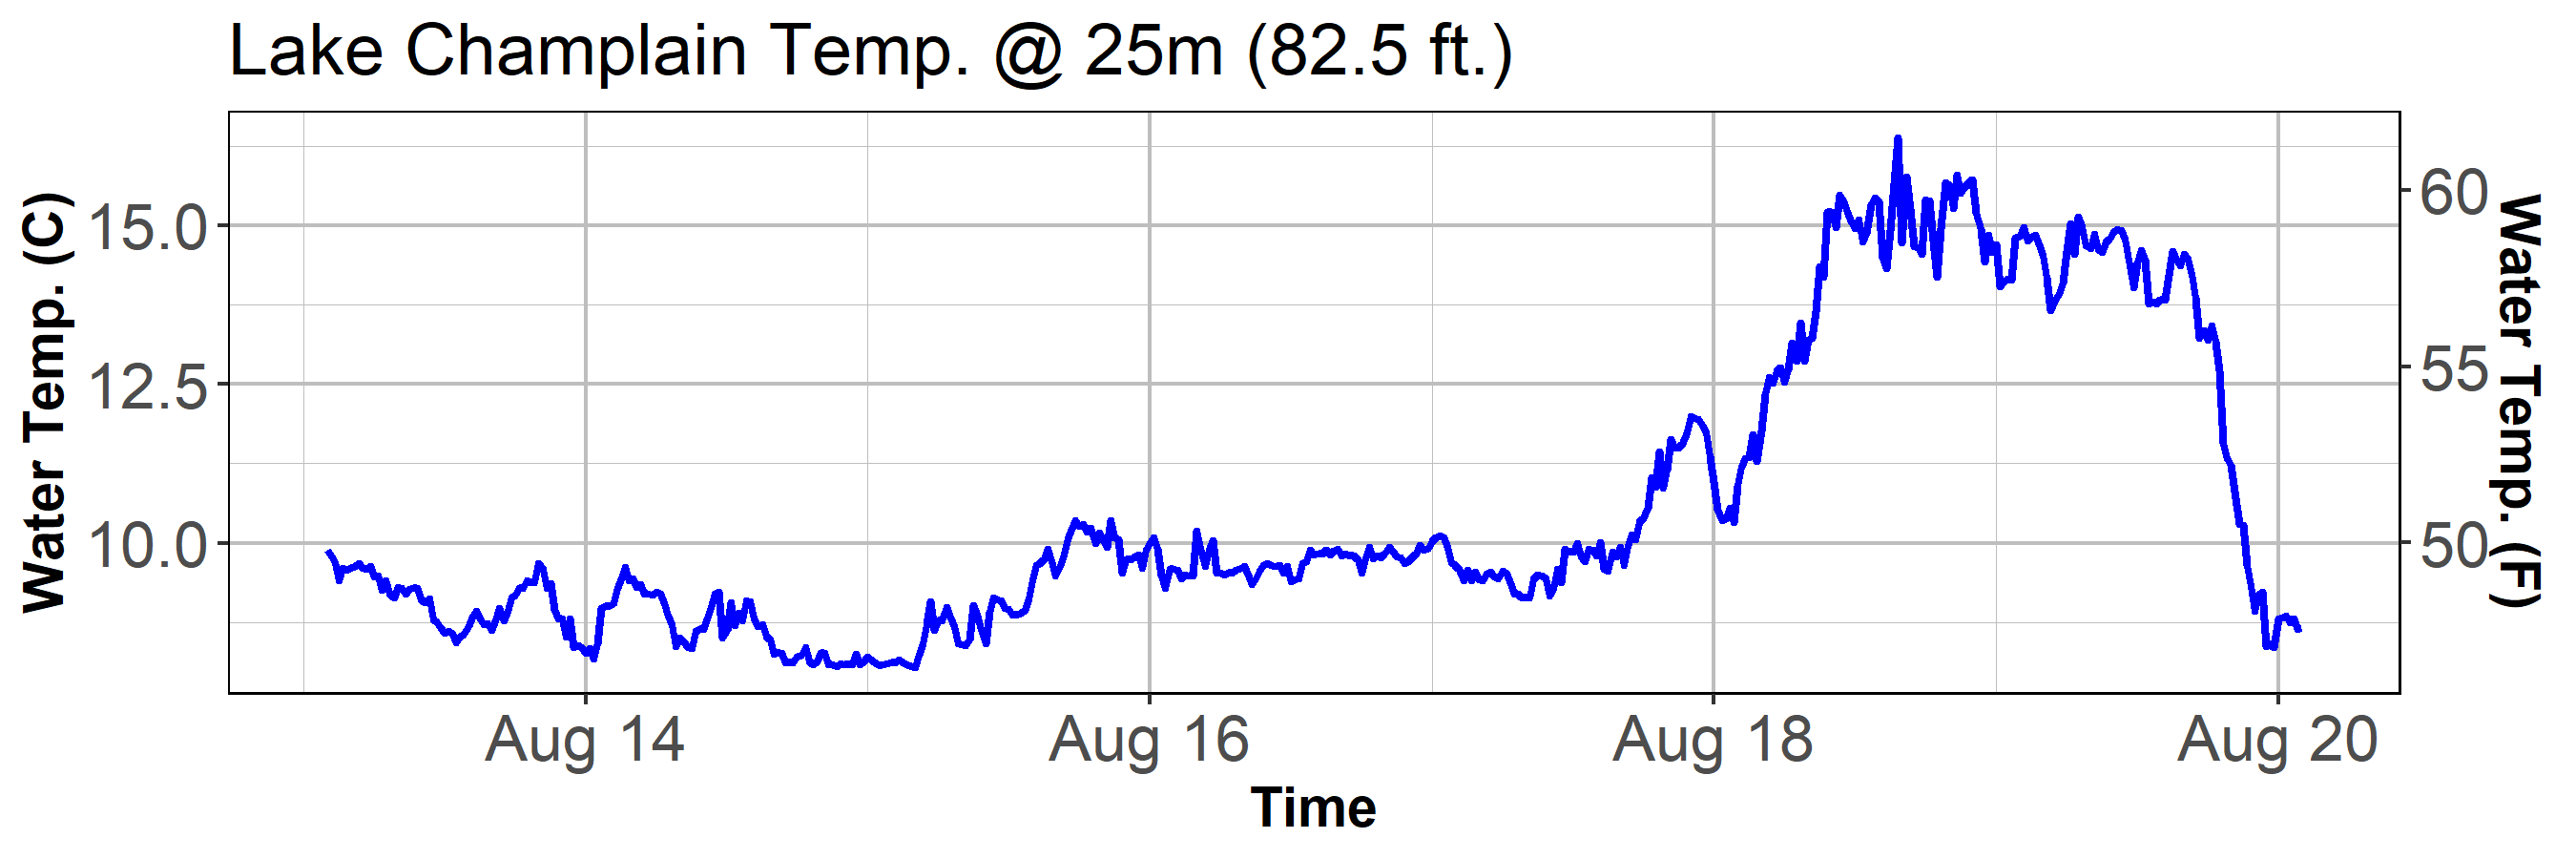 Lake Champlain Temp. @ 25m (82.5 ft.)
Water Temp. (C)
15.0
12.5
10.0
60
55
50
Water Temp. (F)
Aug 14 Aug 16 Aug 18 Aug 20
Time